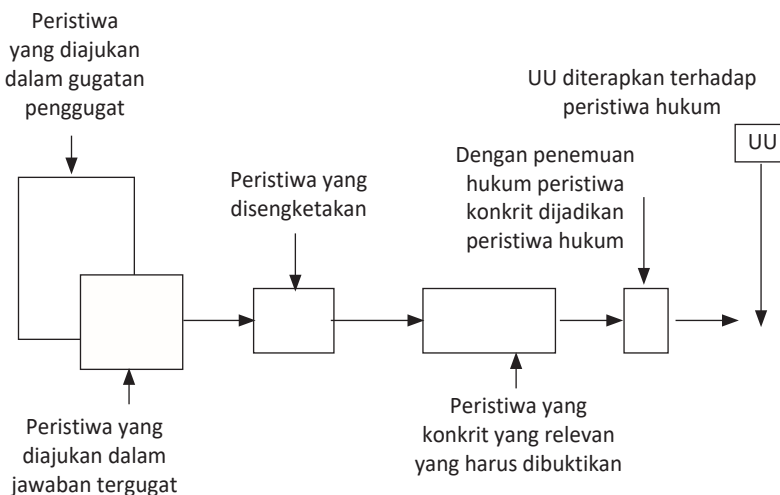 Peristiwa
yang diajukan
dalam gugatan
penggugat
UU diterapkan terhadap
peristiwa hukum
UU
Peristiwa yang
disengketakan
Dengan penemuan
hukum peristiwa
konkrit dijadikan
peristiwa hukum
Peristiwa yang
diajukan dalam
jawaban tergugat
Peristiwa yang
konkrit yang relevan
yang harus dibuktikan